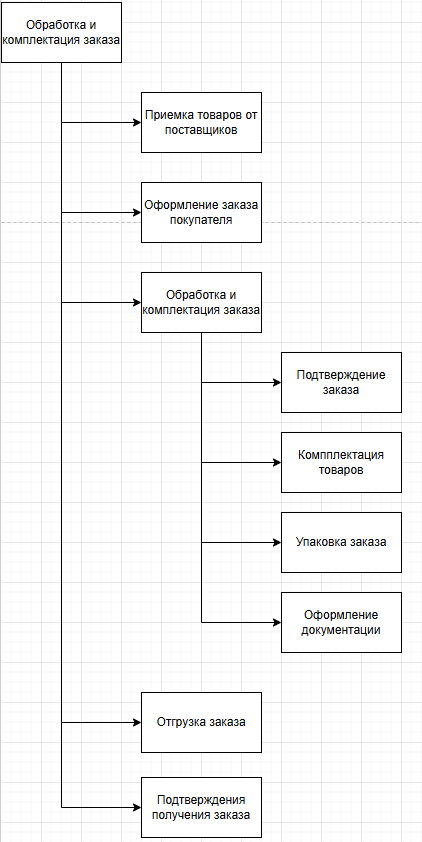 Обработка и
комплектация заказа
Приемка товаров от
поставщиков
Оформление заказа
покупателя
Обработка и
комплектация заказа
Подтверждение
заказа
Компплектация
товаров
Упаковка заказа
Оформление
документации
Отгрузка заказа
Подтверждения
получения заказа